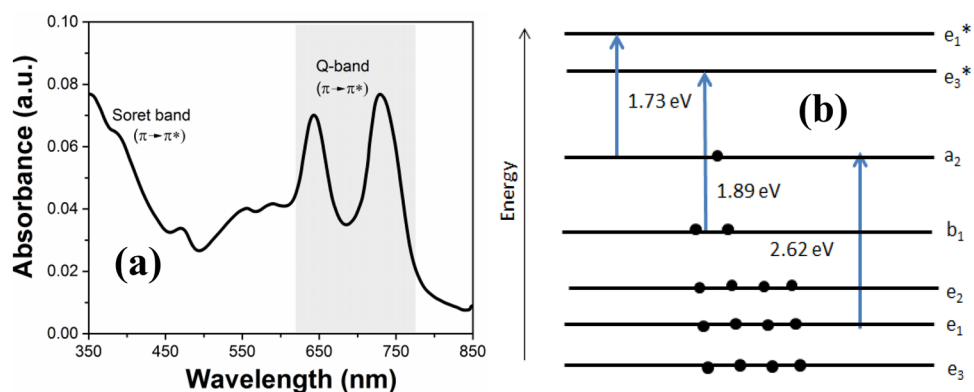 Absorbance (a.u.)
0.10
0.08
0.06
0.04
0.02
0.00
Soret band
(π→π*)
Q-band
(π→π*)
(a)
350
450
550
650
750
850
Wavelength (nm)
Energy
(b)
1.73 eV
1.89 eV
2.62 eV
e₁*
e₃*
a₂
b₁
e₂
e₁
e₃